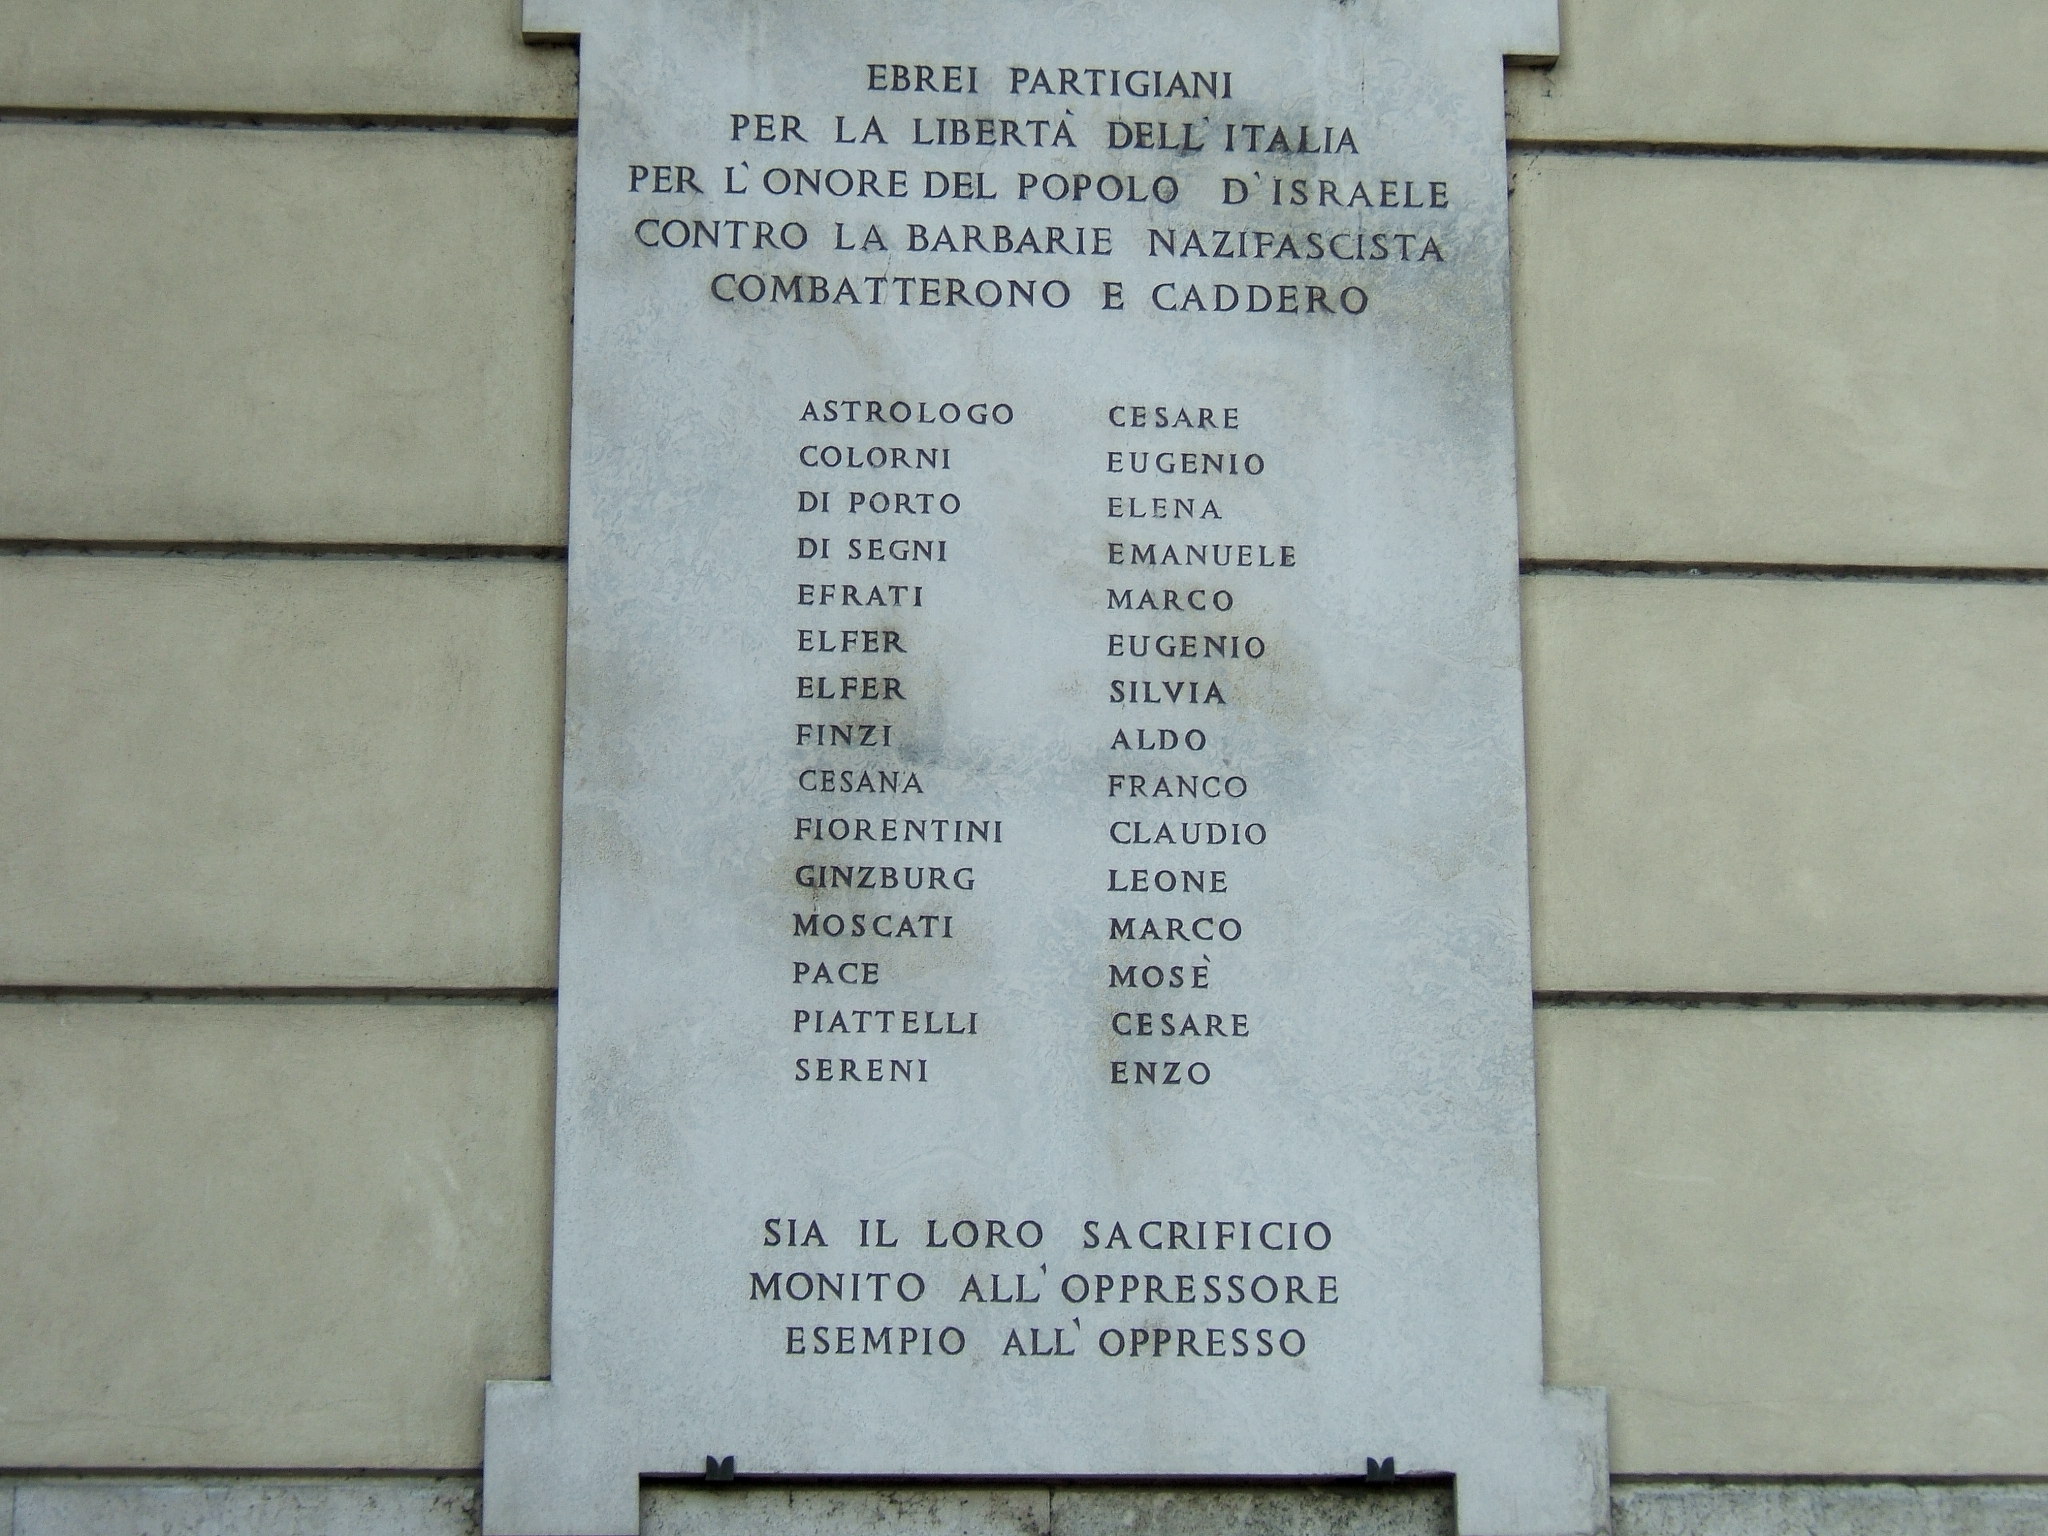 EBREI PARTIGIANI
PER LA LIBERTÀ DELL'ITALIA
PER L'ONORE DEL POPOLO D'ISRAELE
CONTRO LA BARBARIE NAZIFASCISTA
COMBATTERONO E CADDERO
ASTROLOGO CESARE
COLORNI EUGENIO
DI PORTO ELENA
DI SEGNI EMANUELE
EFRATI MARCO
ELFER EUGENIO
ELFER SILVIA
FINZI ALDO
CESANA FRANCO
FIORENTINI CLAUDIO
GINZBURG LEONE
MOSCATI MARCO
PACE MOSÈ
PIATTELLI CESARE
SERENI ENZO
SIA IL LORO SACRIFICIO
MONITO ALL'OPPRESSORE
ESEMPIO ALL'OPPRESSO